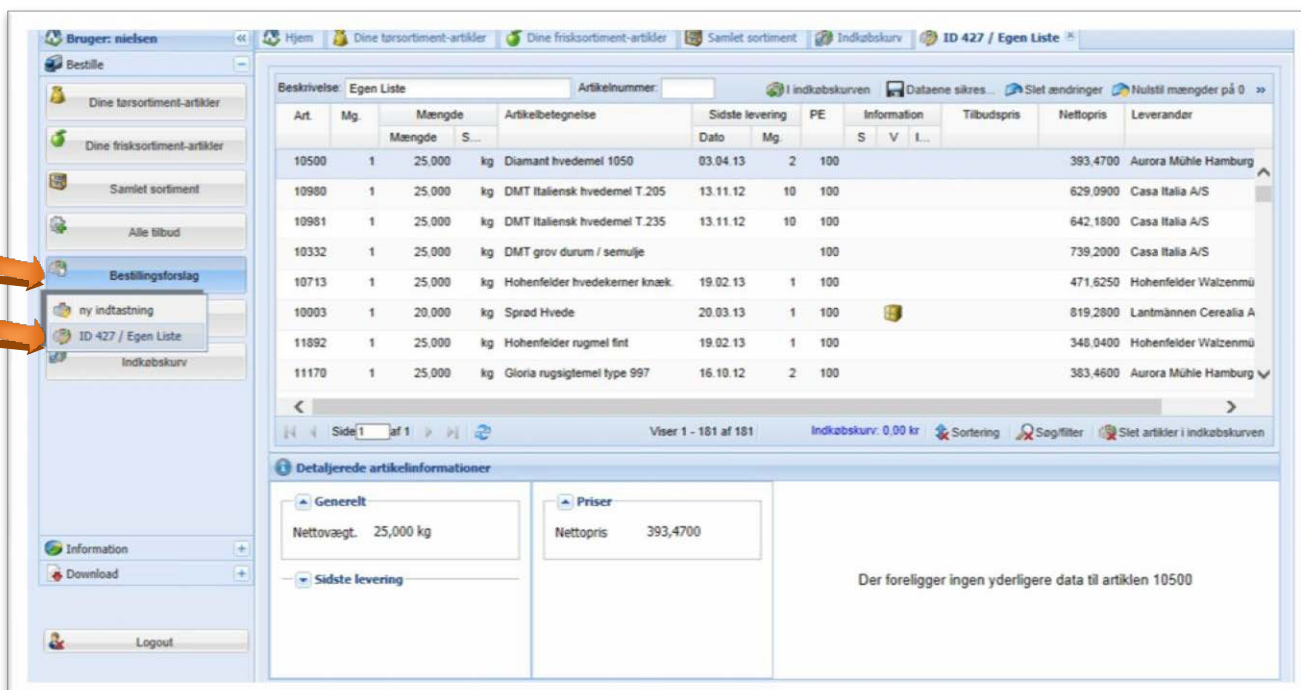 Bruger: nielsen
Hjem Dine tørsortiment-artikler Dine frisksortiment-artikler Samlet sortiment Indkøbskurv ID 427 / Egen Liste
Bestille
Dine tørsortiment-artikler
Dine frisksortiment-artikler
Samlet sortiment
Alle tilbud
Bestillingsforslag
ny indtastning
ID 427 / Egen Liste
Indkøbskurv
Information
Download
Logout
Beskrivelse: Egen Liste Artikelnummer: I indkøbskurven Dataene sikres... Slet ændringer Nulstil mængder på 0 »
Art. Mg. Mængde Artikelbetegnelse Sidste levering PE Information Tilbudspris Nettopris Leverandør
Mængde S... Dato Mg. S V I...
10500 1 25,000 kg Diamant hvedemel 1050 03.04.13 2 100 393,4700 Aurora Mühle Hamburg
10980 1 25,000 kg DMT Italiensk hvedemel T.205 13.11.12 10 100 629,0900 Casa Italia A/S
10981 1 25,000 kg DMT Italiensk hvedemel T.235 13.11.12 10 100 642,1800 Casa Italia A/S
10332 1 25,000 kg DMT grov durum / semulje 100 739,2000 Casa Italia A/S
10713 1 25,000 kg Hohenfelder hvedekerner knæk. 19.02.13 1 100 471,6250 Hohenfelder Walzenmü
10003 1 20,000 kg Sprød Hvede 20.03.13 1 100 819,2800 Lantmännen Cerealia A
11892 1 25,000 kg Hohenfelder rugmel fint 19.02.13 1 100 348,0400 Hohenfelder Walzenmü
11170 1 25,000 kg Gloria rugsigtemel type 997 16.10.12 2 100 383,4600 Aurora Mühle Hamburg
Side 1 af 1 Viser 1 - 181 af 181 Indkøbskurv: 0,00 kr Sortering Søg/filter Slet artikler i indkøbskurven
Detaljerede artikelinformationer
Generelt
Nettovægt. 25,000 kg
Sidste levering
Priser
Nettopris 393,4700
Der foreligger ingen yderligere data til artiklen 10500